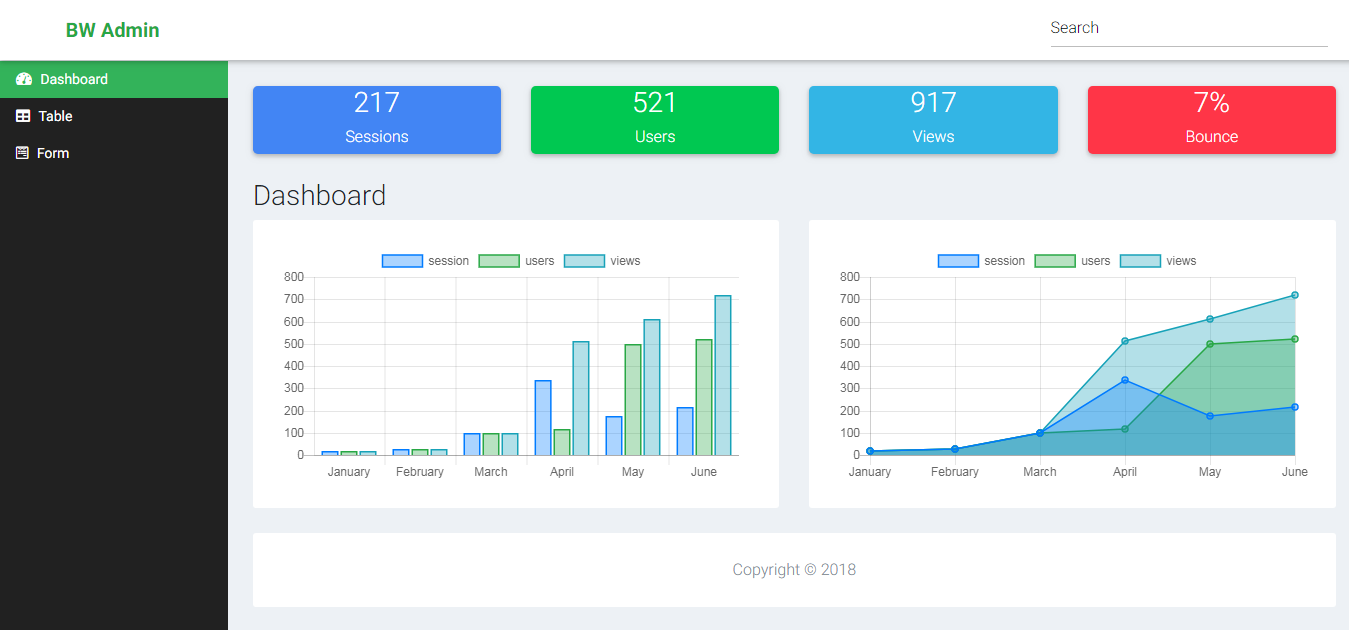 BW Admin
Search
Dashboard
Table
Form
217
Sessions
521
Users
917
Views
7%
Bounce
Dashboard
session users views
800
700
600
500
400
300
200
100
0
January February March April May June
session users views
800
700
600
500
400
300
200
100
0
January February March April May June
Copyright © 2018